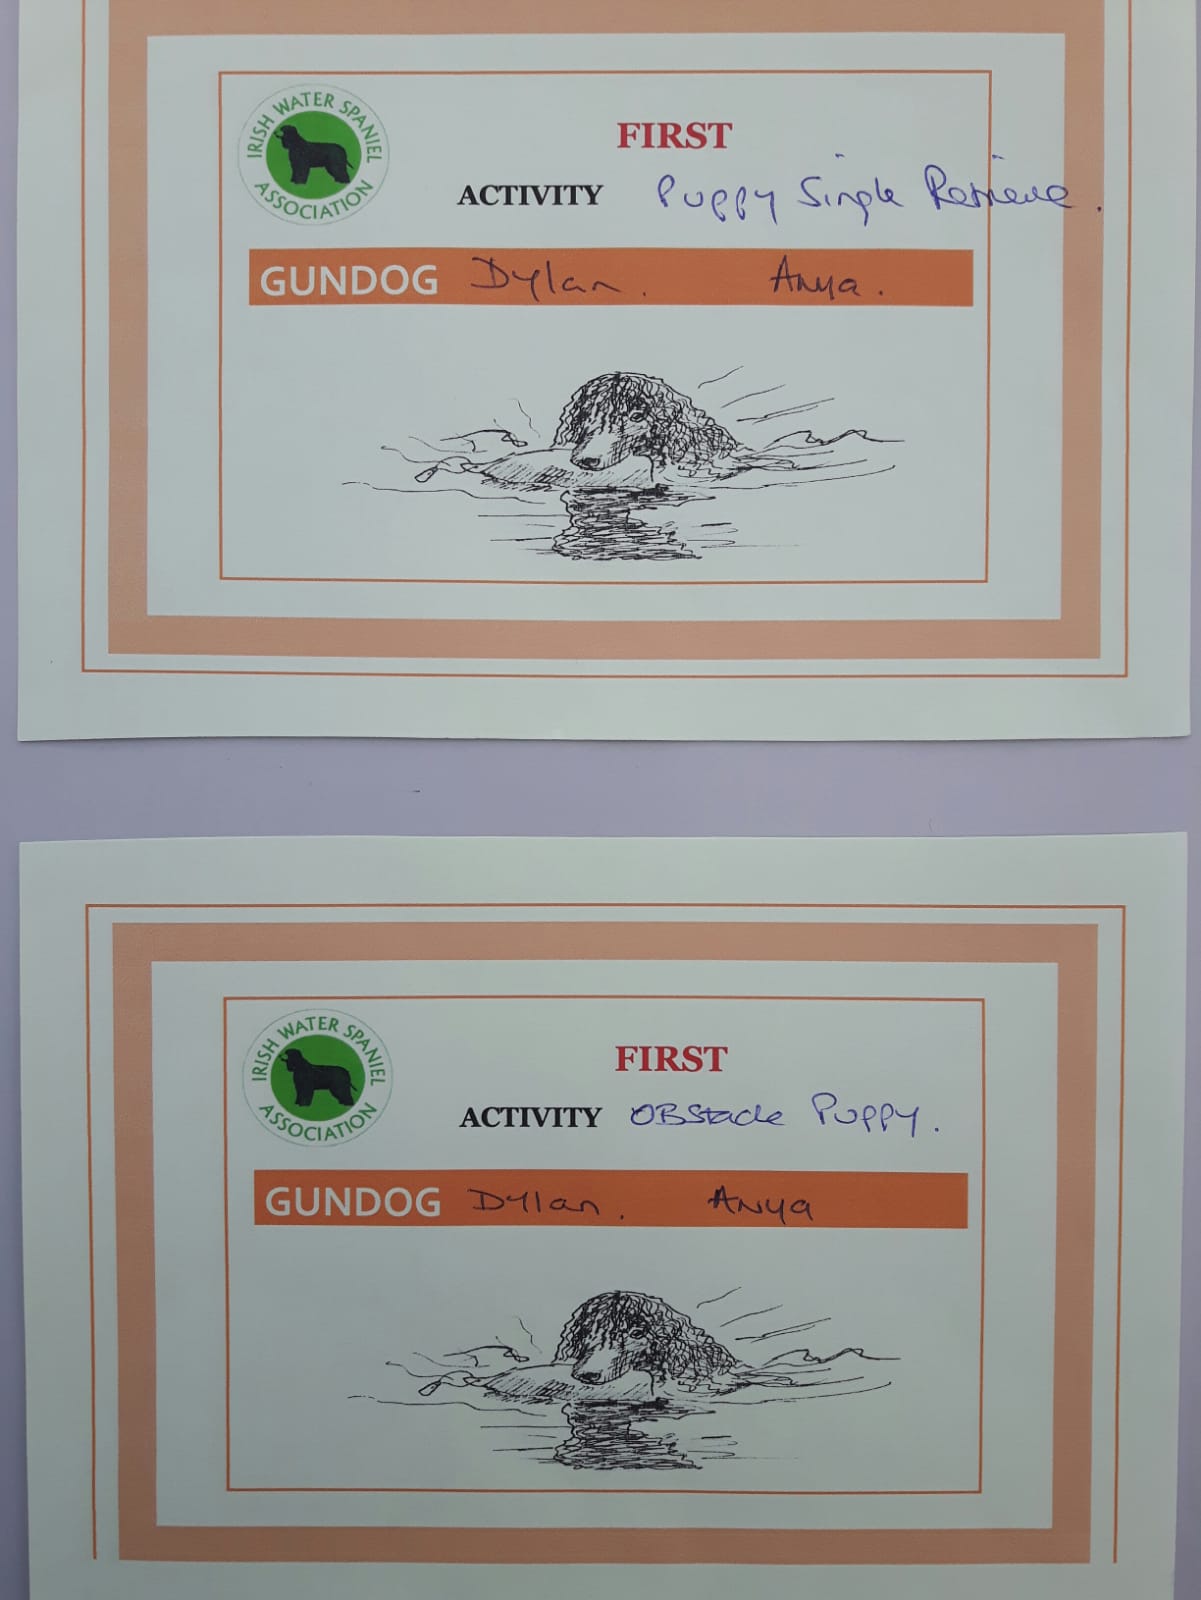 IRISH WATER SPANIEL
ASSOCIATION
FIRST
ACTIVITY Puppy Single Retrieve.
GUNDOG Dylan. Anya.
IRISH WATER SPANIEL
ASSOCIATION
FIRST
ACTIVITY OBStacle Puppy.
GUNDOG Dylan. Anya